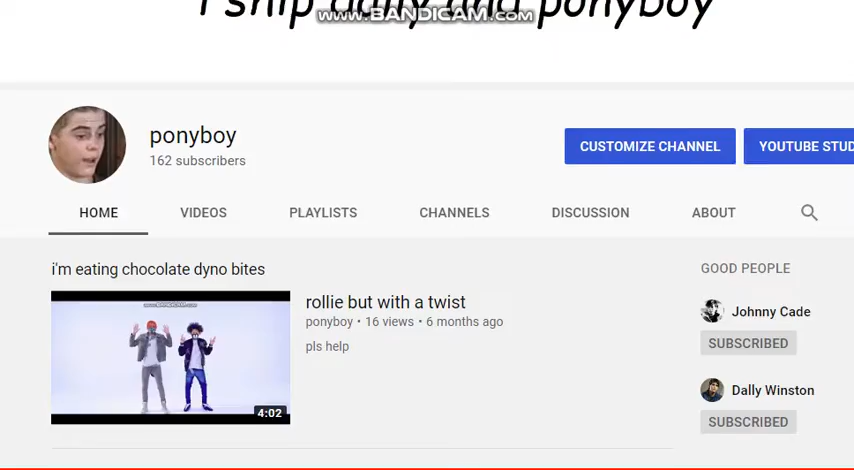 i ship dally and ponyboy
www.BANDICAM.com
ponyboy
162 subscribers
CUSTOMIZE CHANNEL
YOUTUBE STUD
HOME VIDEOS PLAYLISTS CHANNELS DISCUSSION ABOUT
i'm eating chocolate dyno bites
GOOD PEOPLE
rollie but with a twist
ponyboy • 16 views • 6 months ago
pls help
4:02
Johnny Cade
SUBSCRIBED
Dally Winston
SUBSCRIBED